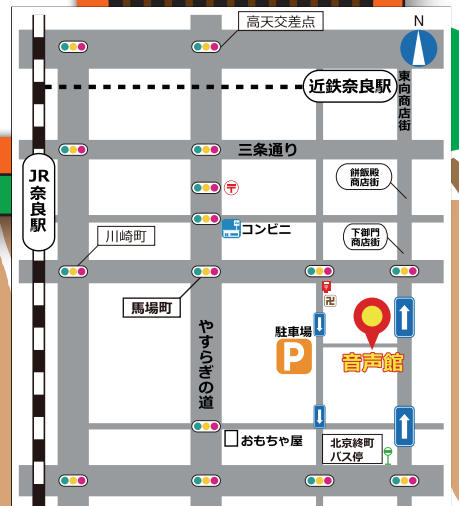 高天交差点
N
近鉄奈良駅
東向商店街
三条通り
JR
奈良駅
餅飯殿
商店街
コンビニ
下御門
商店街
川崎町
馬場町
やすらぎの道
駐車場
P
音声館
おもちゃ屋
北京終町
バス停